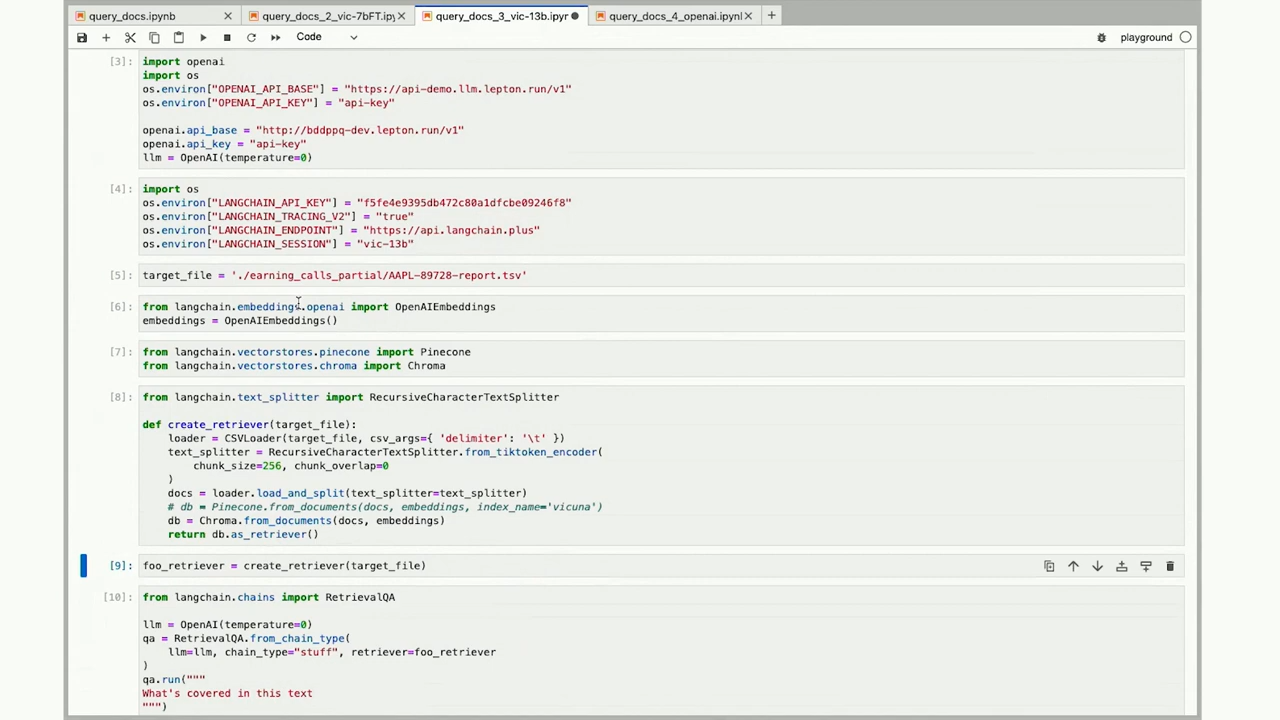 query_docs.ipynb
query_docs_2_vic-7bFT.ipy
query_docs_3_vic-13b.ipyr
query_docs_4_openai.ipynl
Code
playground
[3]:
import openai
import os
os.environ["OPENAI_API_BASE"] = "https://api-demo.llm.lepton.run/v1"
os.environ["OPENAI_API_KEY"] = "api-key"
openai.api_base = "http://bddppq-dev.lepton.run/v1"
openai.api_key = "api-key"
llm = OpenAI(temperature=0)
[4]:
import os
os.environ["LANGCHAIN_API_KEY"] = "f5fe4e9395db472c80a1dfcbe09246f8"
os.environ["LANGCHAIN_TRACING_V2"] = "true"
os.environ["LANGCHAIN_ENDPOINT"] = "https://api.langchain.plus"
os.environ["LANGCHAIN_SESSION"] = "vic-13b"
[5]:
target_file = './earning_calls_partial/AAPL-89728-report.tsv'
[6]:
from langchain.embeddings.openai import OpenAIEmbeddings
embeddings = OpenAIEmbeddings()
[7]:
from langchain.vectorstores.pinecone import Pinecone
from langchain.vectorstores.chroma import Chroma
[8]:
from langchain.text_splitter import RecursiveCharacterTextSplitter
def create_retriever(target_file):
loader = CSVLoader(target_file, csv_args={ 'delimiter': '\t' })
text_splitter = RecursiveCharacterTextSplitter.from_tiktoken_encoder(
chunk_size=256, chunk_overlap=0
)
docs = loader.load_and_split(text_splitter=text_splitter)
# db = Pinecone.from_documents(docs, embeddings, index_name='vicuna')
db = Chroma.from_documents(docs, embeddings)
return db.as_retriever()
[9]:
foo_retriever = create_retriever(target_file)
[10]:
from langchain.chains import RetrievalQA
llm = OpenAI(temperature=0)
qa = RetrievalQA.from_chain_type(
llm=llm, chain_type="stuff", retriever=foo_retriever
)
qa.run("""
What's covered in this text
""")